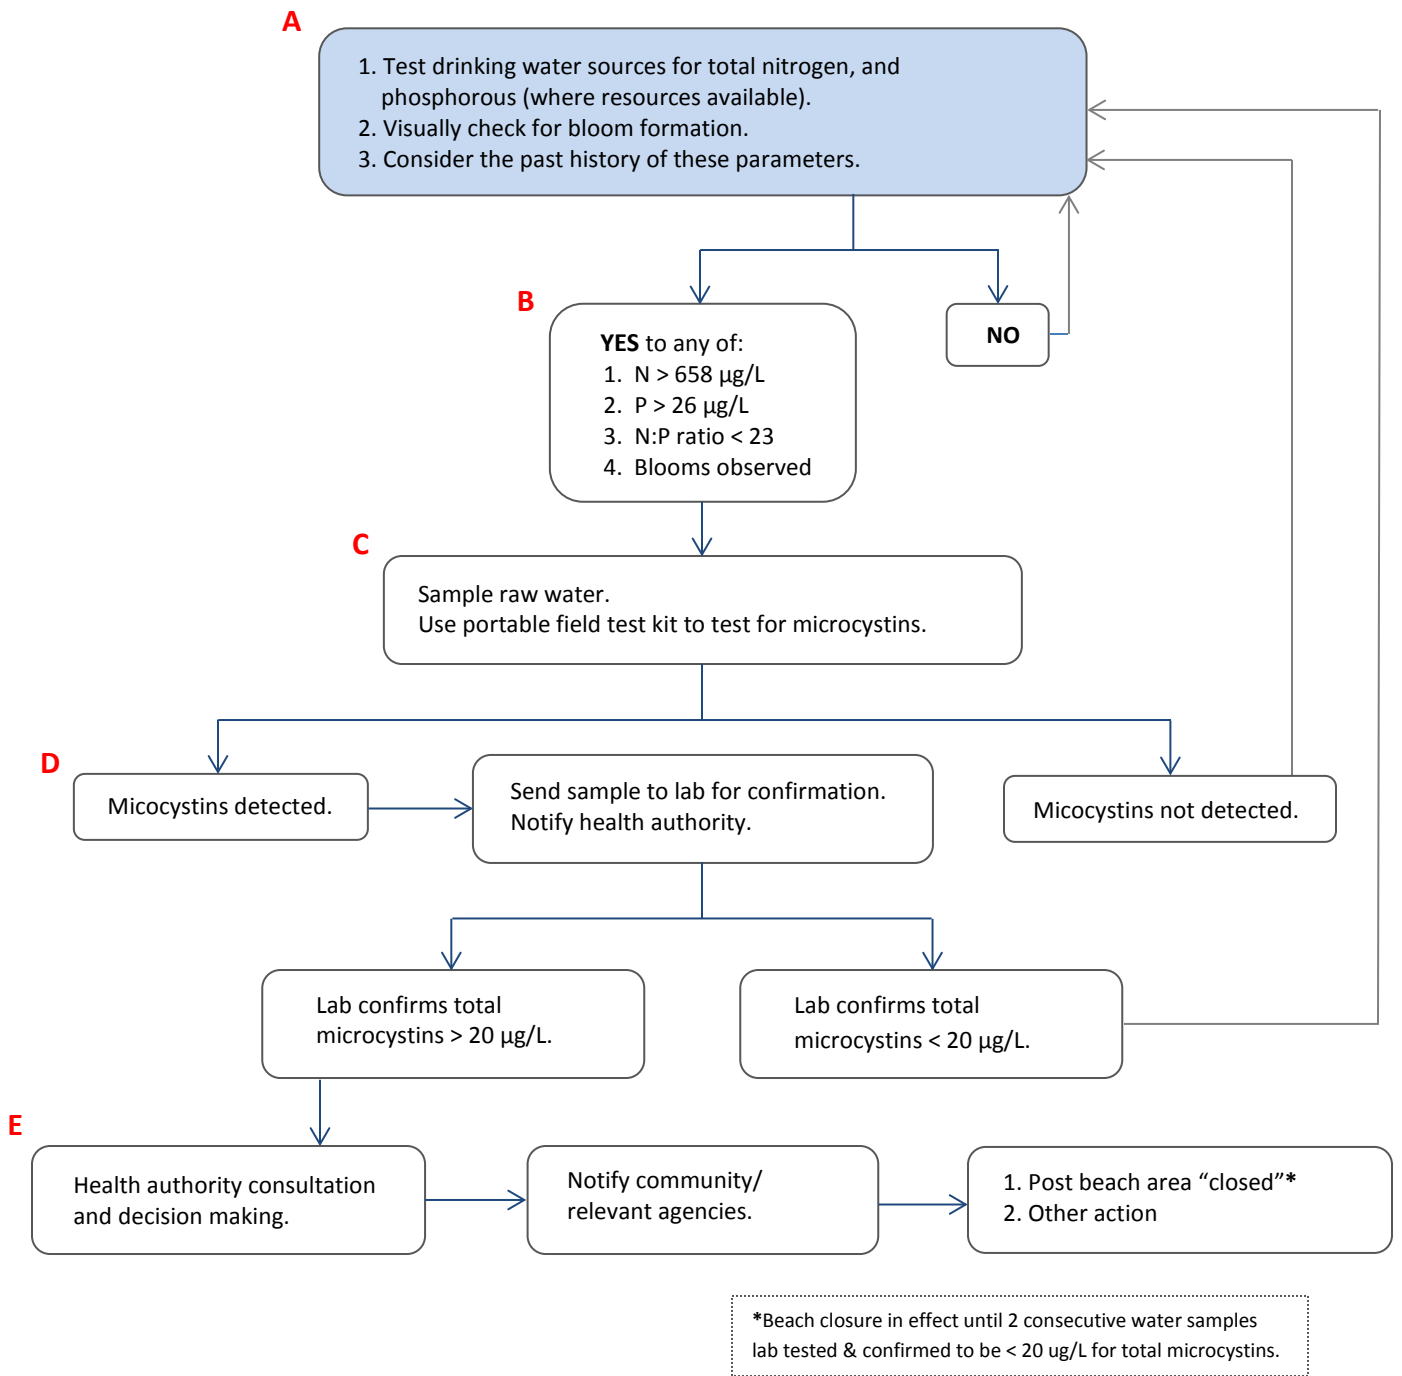 A
1. Test drinking water sources for total nitrogen, and
phosphorous (where resources available).
2. Visually check for bloom formation.
3. Consider the past history of these parameters.
B
YES to any of:
1. N > 658 µg/L
2. P > 26 µg/L
3. N:P ratio < 23
4. Blooms observed
NO
C
Sample raw water.
Use portable field test kit to test for microcystins.
D
Micocystins detected.
Send sample to lab for confirmation.
Notify health authority.
Micocystins not detected.
Lab confirms total
microcystins > 20 µg/L.
Lab confirms total
microcystins < 20 µg/L.
E
Health authority consultation
and decision making.
Notify community/
relevant agencies.
1. Post beach area “closed”*
2. Other action
*Beach closure in effect until 2 consecutive water samples
lab tested & confirmed to be < 20 ug/L for total microcystins.